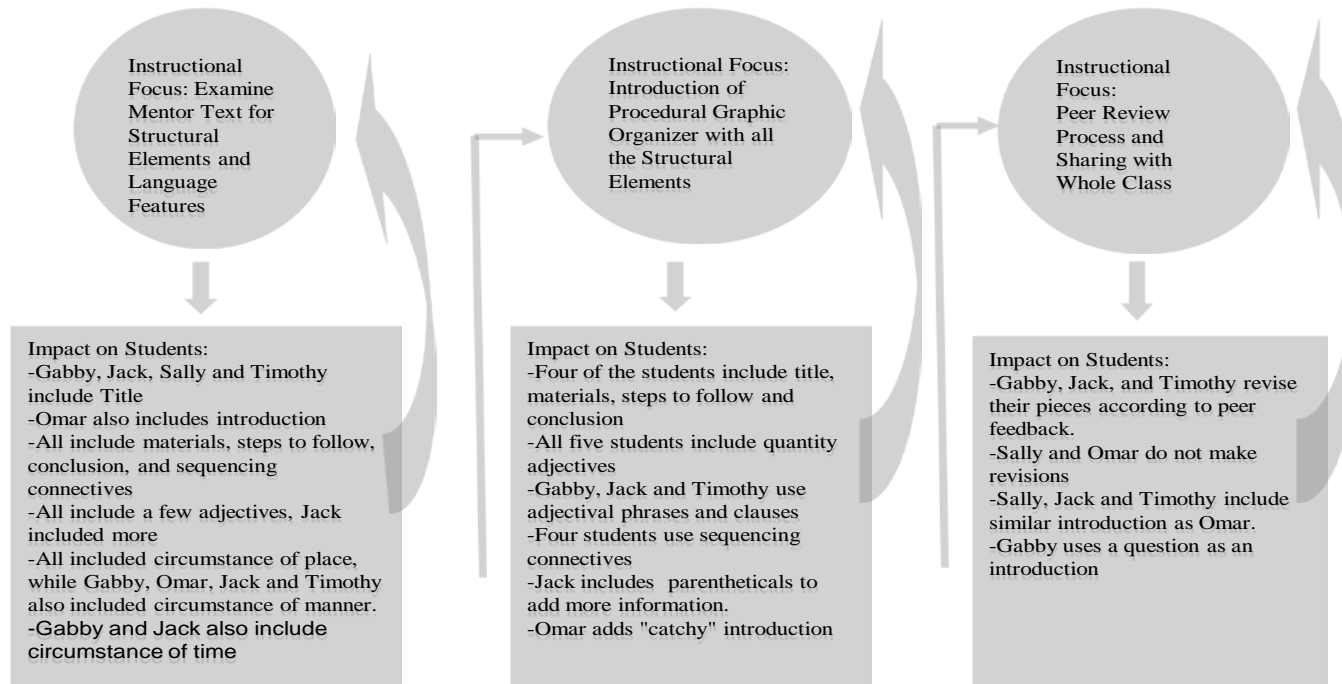 Instructional
Focus: Examine
Mentor Text for
Structural
Elements and
Language
Features
Impact on Students:
-Gabby, Jack, Sally and Timothy
include Title
-Omar also includes introduction
-All include materials, steps to follow,
conclusion, and sequencing
connectives
-All include a few adjectives, Jack
included more
-All included circumstance of place,
while Gabby, Omar, Jack and Timothy
also included circumstance of manner.
-Gabby and Jack also include
circumstance of time
Instructional Focus:
Introduction of
Procedural Graphic
Organizer with all
the Structural
Elements
Impact on Students:
-Four of the students include title,
materials, steps to follow and
conclusion
-All five students include quantity
adjectives
-Gabby, Jack and Timothy use
adjectival phrases and clauses
-Four students use sequencing
connectives
-Jack includes parentheticals to
add more information.
-Omar adds "catchy" introduction
Instructional
Focus:
Peer Review
Process and
Sharing with
Whole Class
Impact on Students:
-Gabby, Jack, and Timothy revise
their pieces according to peer
feedback.
-Sally and Omar do not make
revisions
-Sally, Jack and Timothy include
similar introduction as Omar.
-Gabby uses a question as an
introduction